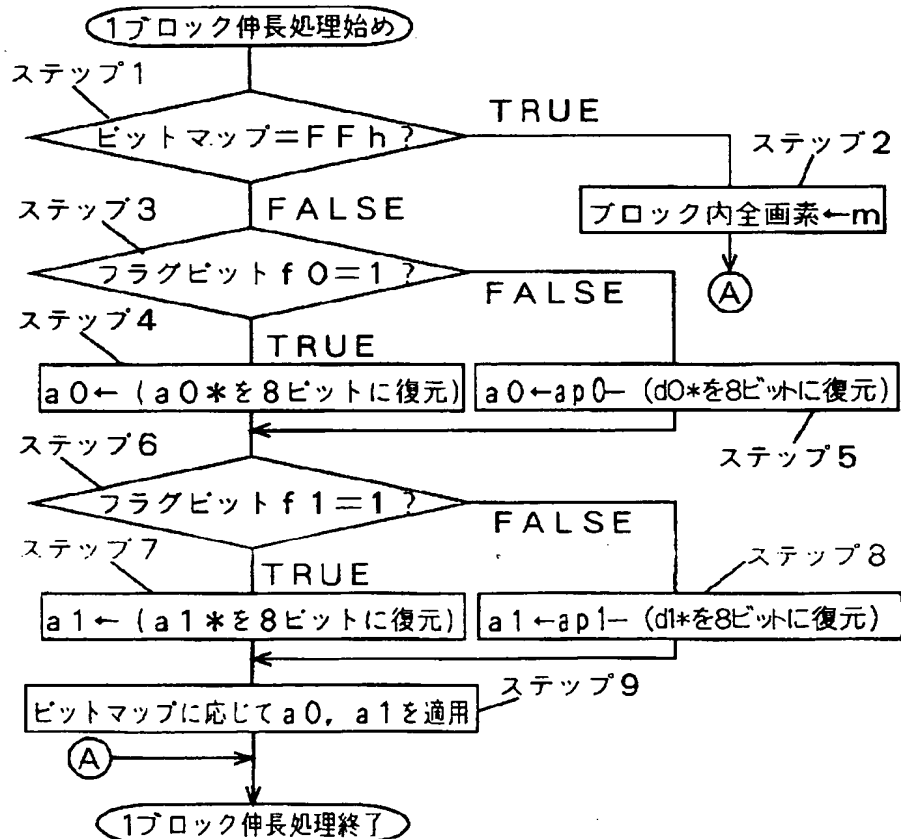 1ブロック伸長処理始め
ステップ1
ビットマップ=FFh?
TRUE
ステップ2
ブロック内全画素←m
A
FALSE
ステップ3
フラグビットf0=1?
FALSE
ステップ4
TRUE
a0←(a0*を8ビットに復元)
a0←ap0−(d0*を8ビットに復元)
ステップ5
ステップ6
フラグビットf1=1?
FALSE
ステップ7
TRUE
ステップ8
a1←(a1*を8ビットに復元)
a1←ap1−(d1*を8ビットに復元)
ステップ9
ビットマップに応じてa0,a1を適用
A
1ブロック伸長処理終了